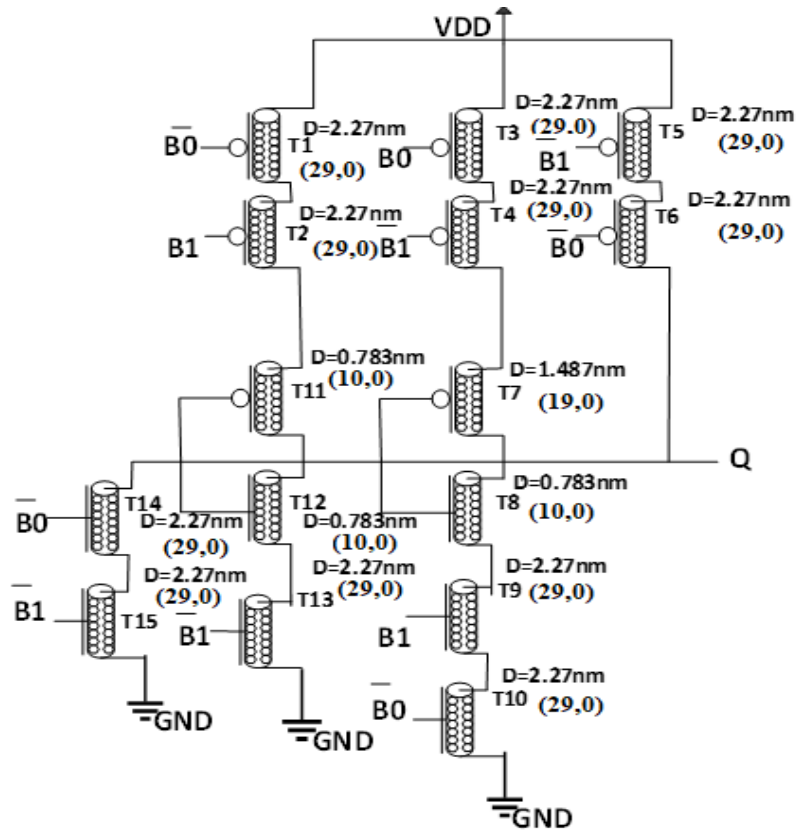 VDD
B0
T1
D=2.27nm
(29,0)
B0
T3
D=2.27nm
(29.0)
B1
T5
D=2.27nm
(29,0)
B1
T2
D=2.27nm
(29,0)
B1
T4
D=2.27nm
(29,0)
B0
T6
D=2.27nm
(29,0)
T11
D=0.783nm
(10,0)
T7
D=1.487nm
(19,0)
Q
B0
T14
D=2.27nm
(29,0)
T12
D=0.783nm
(10,0)
T8
D=0.783nm
(10,0)
B1
T15
D=2.27nm
(29,0)
B1
T13
D=2.27nm
(29,0)
B1
T9
D=2.27nm
(29,0)
B0
T10
D=2.27nm
(29,0)
GND
GND
GND